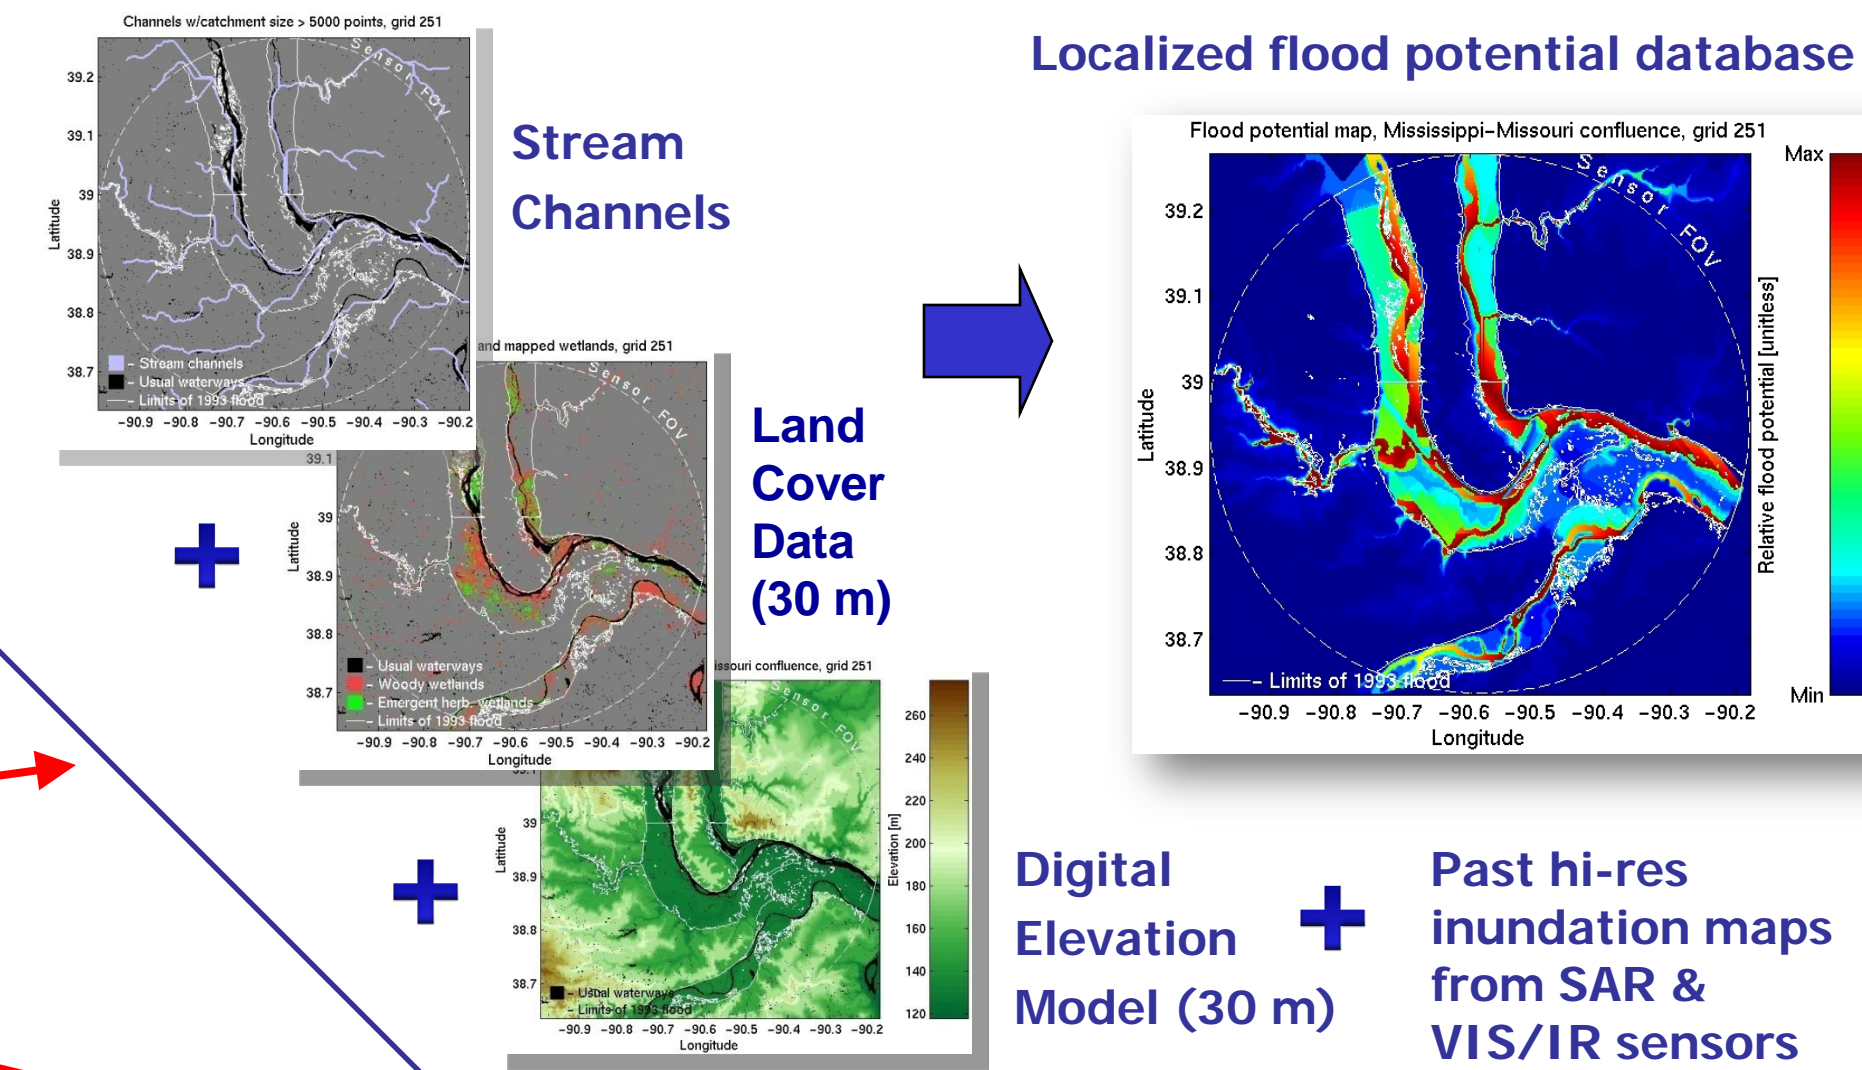 Channels w/catchment size > 5000 points, grid 251
Sensor FOV
39.2
39.1
39
38.9
38.8
38.7
Latitude
- Stream channels
- Usual waterways
- Limits of 1993 flood
-90.9 -90.8 -90.7 -90.6 -90.5 -90.4 -90.3 -90.2
Longitude
Stream
Channels
and mapped wetlands, grid 251
Sensor FOV
39.1
39
38.9
38.8
38.7
Latitude
- Usual waterways
- Woody wetlands
- Emergent herb. wetlands
- Limits of 1993 flood
-90.9 -90.8 -90.7 -90.6 -90.5 -90.4 -90.3 -90.2
Longitude
Land
Cover
Data
(30 m)
issouri confluence, grid 251
Sensor FOV
39.1
39
38.9
38.8
38.7
Latitude
- Usual waterways
- Limits of 1993 flood
-90.9 -90.8 -90.7 -90.6 -90.5 -90.4 -90.3 -90.2
Longitude
260
240
220
200
180
160
140
120
Elevation [m]
Digital
Elevation
Model (30 m)
Past hi-res
inundation maps
from SAR &
VIS/IR sensors
Localized flood potential database
Flood potential map, Mississippi-Missouri confluence, grid 251
Sensor FOV
39.2
39.1
39
38.9
38.8
38.7
Latitude
- Limits of 1993 flood
-90.9 -90.8 -90.7 -90.6 -90.5 -90.4 -90.3 -90.2
Longitude
Max
Min
Relative flood potential [unitless]